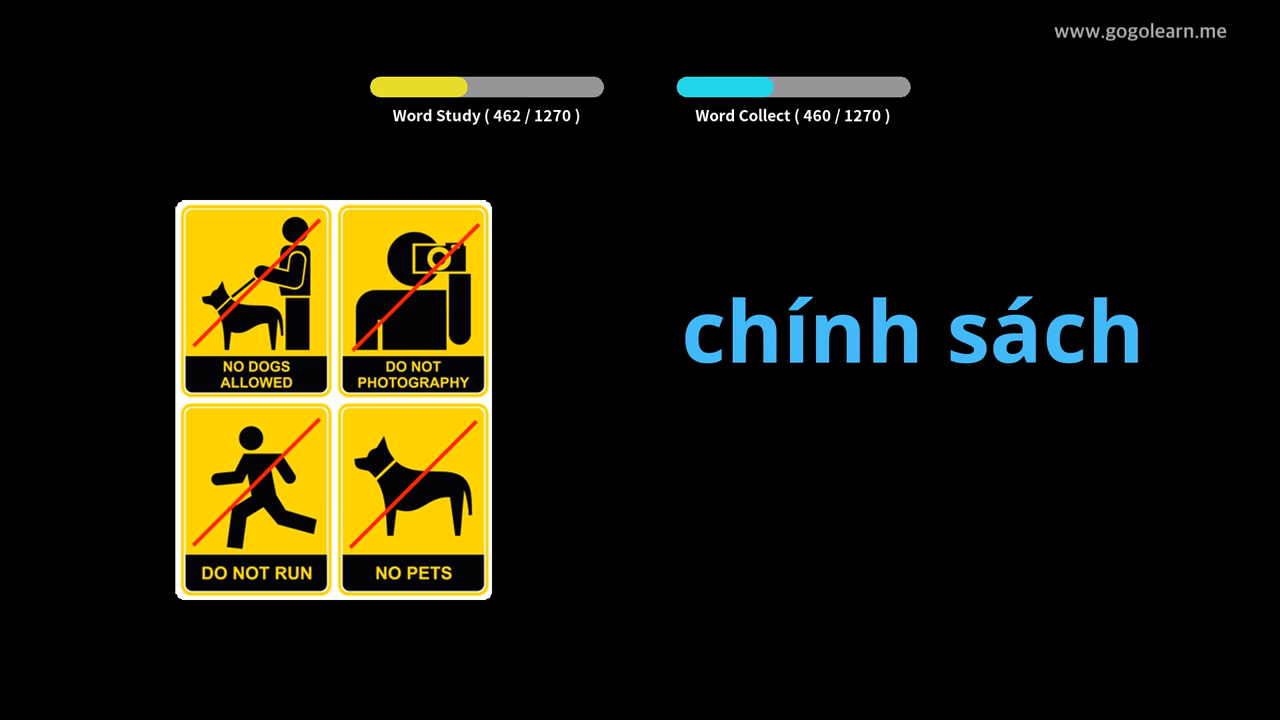 www.gogolearn.me
Word Study ( 462 / 1270 )
Word Collect ( 460 / 1270 )
NO DOGS
ALLOWED
DO NOT
PHOTOGRAPHY
chính sách
DO NOT RUN
NO PETS